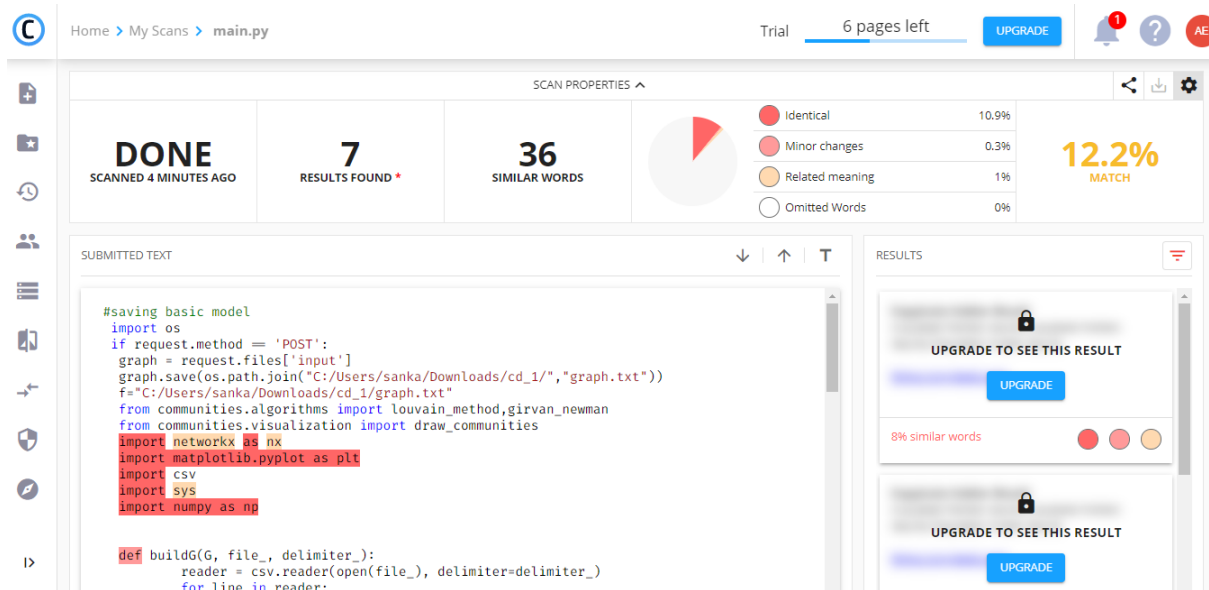 C
Home > My Scans > main.py
Trial
6 pages left
UPGRADE
1
?
AE
SCAN PROPERTIES
DONE
SCANNED 4 MINUTES AGO
7
RESULTS FOUND *
36
SIMILAR WORDS
Identical 10.9%
Minor changes 0.3%
Related meaning 1%
Omitted Words 0%
12.2%
MATCH
SUBMITTED TEXT
T
#saving basic model
import os
if request.method == 'POST':
graph = request.files['input']
graph.save(os.path.join("C:/Users/sanka/Downloads/cd_1/","graph.txt"))
f="C:/Users/sanka/Downloads/cd_1/graph.txt"
from communities.algorithms import louvain_method,girvan_newman
from communities.visualization import draw_communities
import networkx as nx
import matplotlib.pyplot as plt
import csv
import sys
import numpy as np
def buildG(G, file_, delimiter_):
reader = csv.reader(open(file_), delimiter=delimiter_)
for line in reader:
RESULTS
UPGRADE TO SEE THIS RESULT
UPGRADE
8% similar words
UPGRADE TO SEE THIS RESULT
UPGRADE